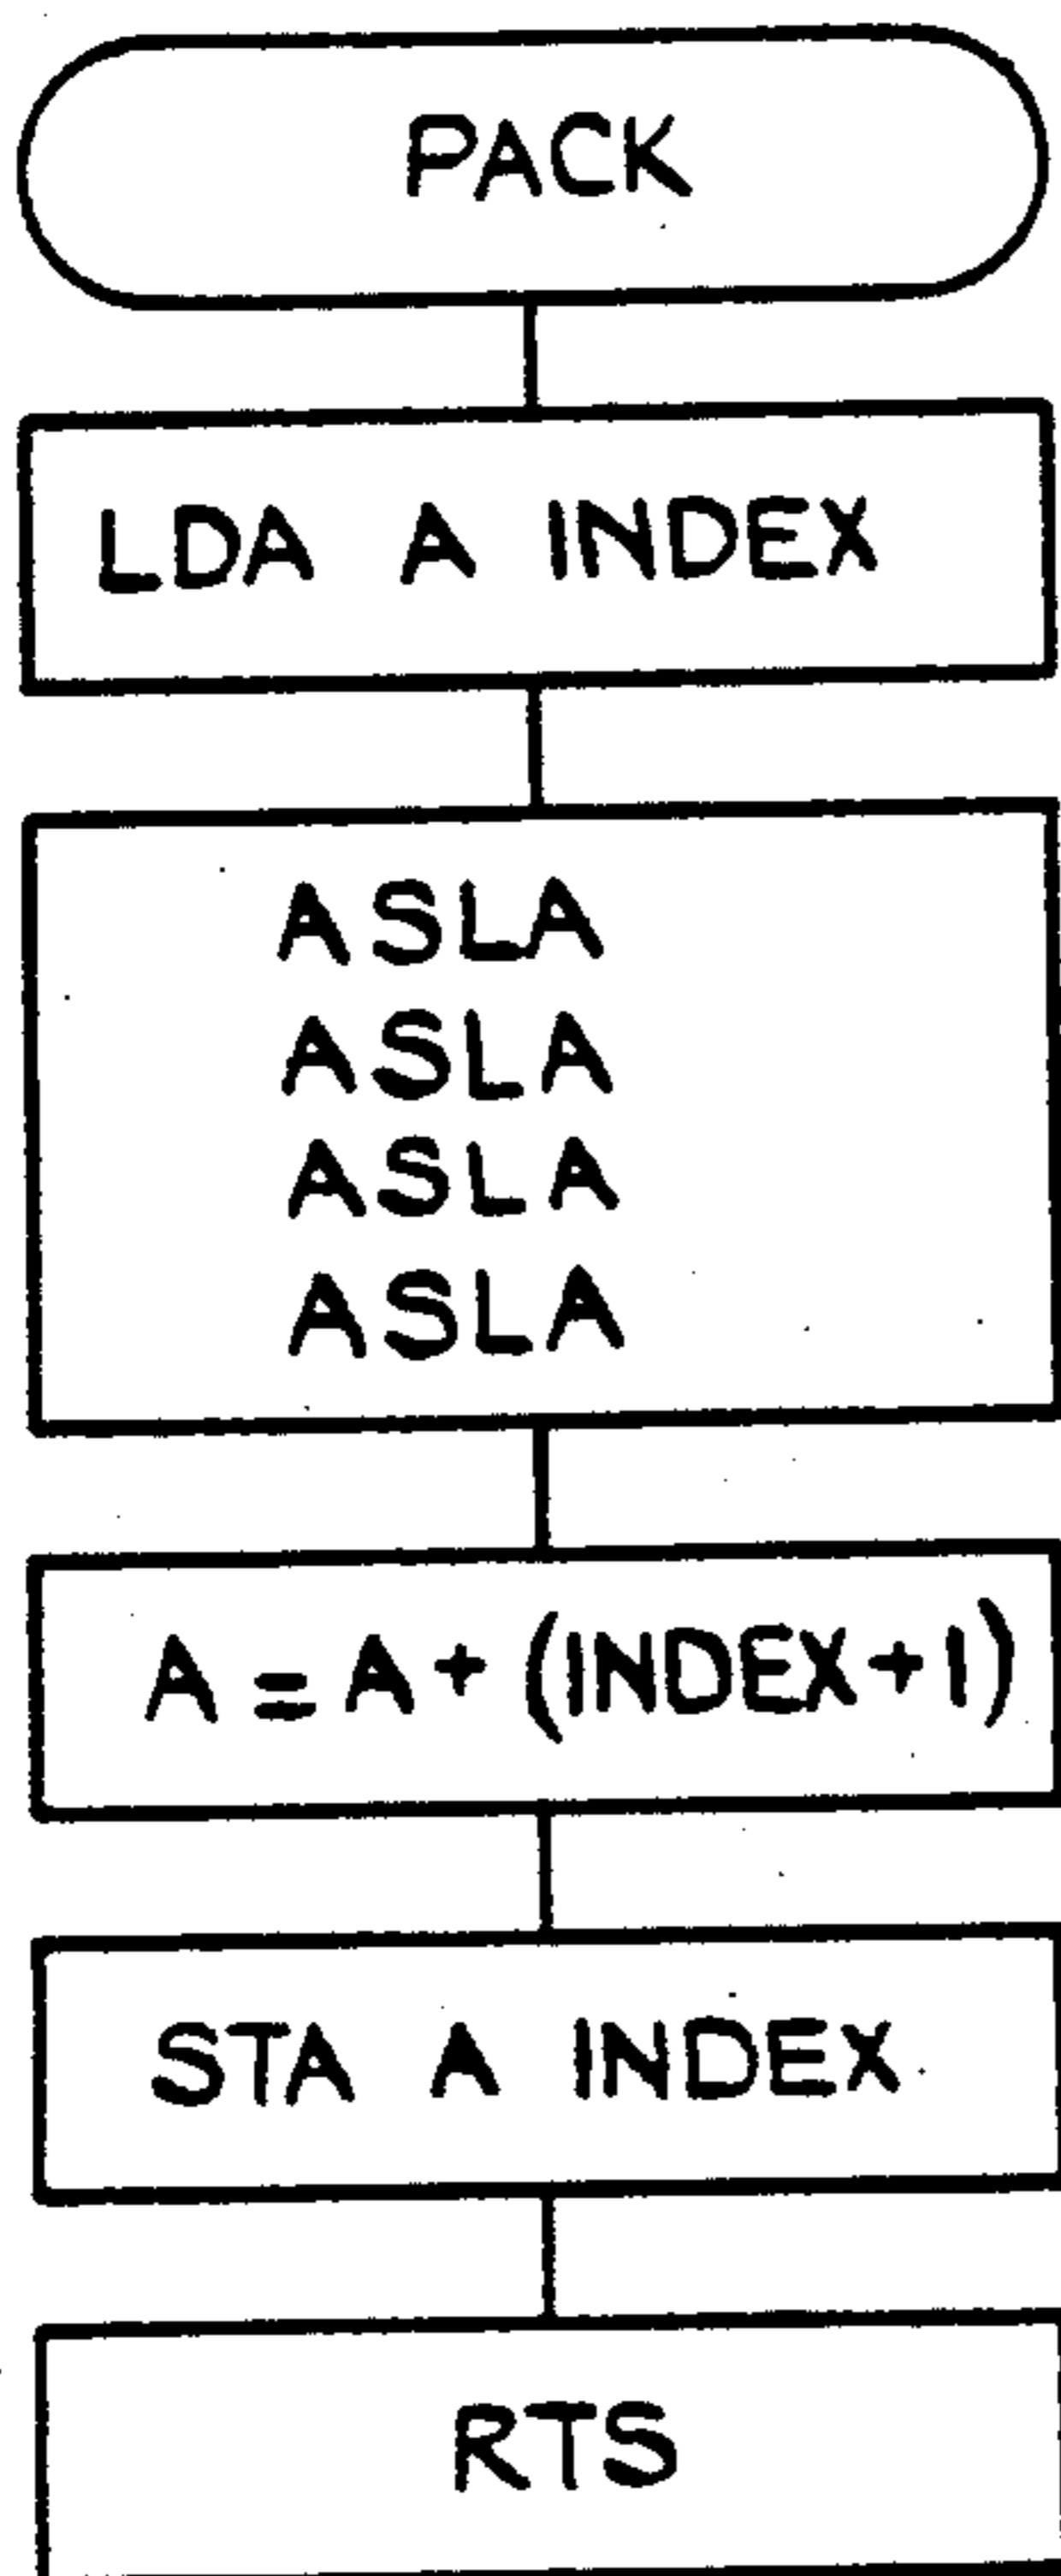 PACK
LDA A INDEX
ASLA
ASLA
ASLA
ASLA
A = A + (INDEX+1)
STA A INDEX
RTS